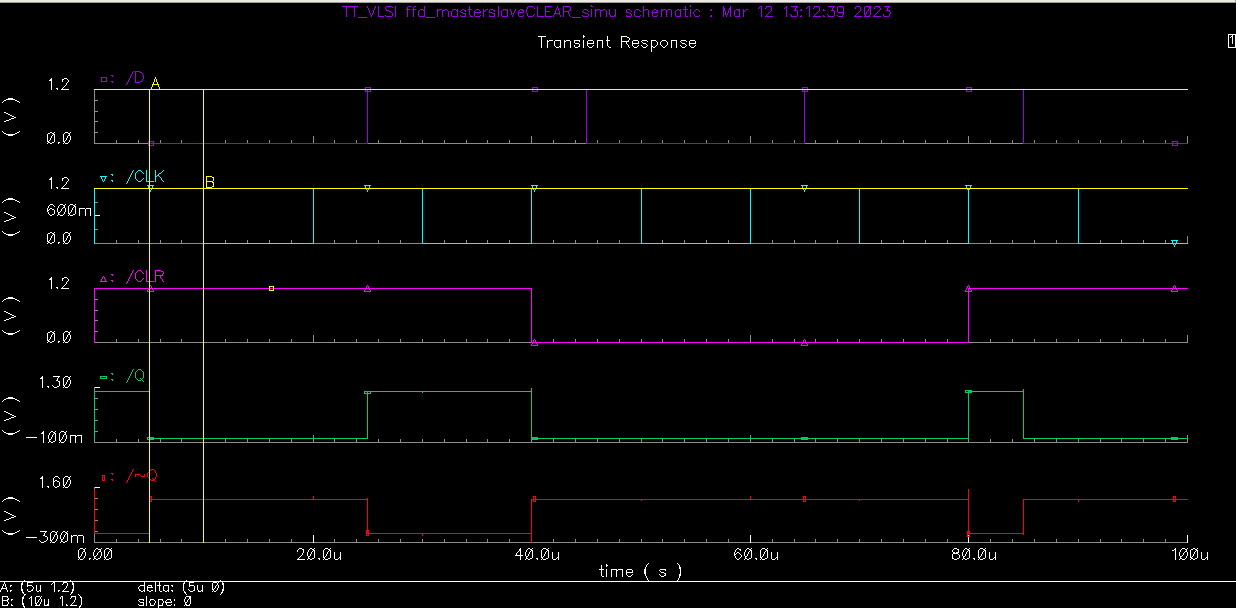 TT_VLSI ffd_masterslaveCLEAR_simu schematic : Mar 12 13:12:39 2023
Transient Response
1
: /D
A
1.2
(V)
0.0
: /CLK
B
1.2
600m
(V)
0.0
: /CLR
1.2
(V)
0.0
: /Q
1.30
(V)
-100m
: /~Q
1.60
(V)
-300m
0.00 20.0u 40.0u 60.0u 80.0u 100u
time ( s )
A: (5u 1.2) delta: (5u 0)
B: (10u 1.2) slope: 0